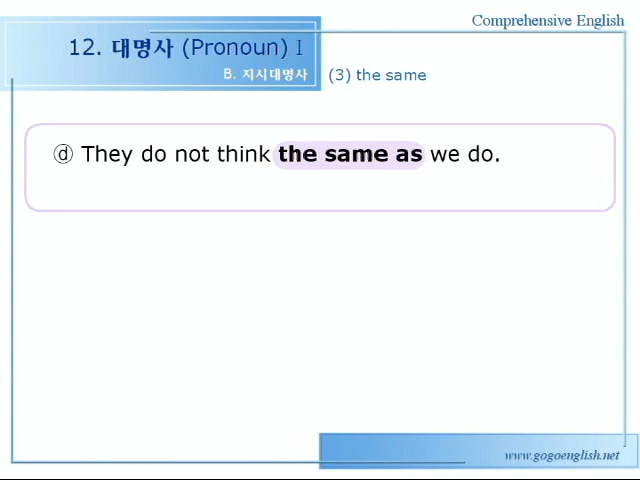 Comprehensive English
12. 대명사 (Pronoun) I
B. 지시대명사
(3) the same
ⓓ They do not think the same as we do.
www.gogoenglish.net